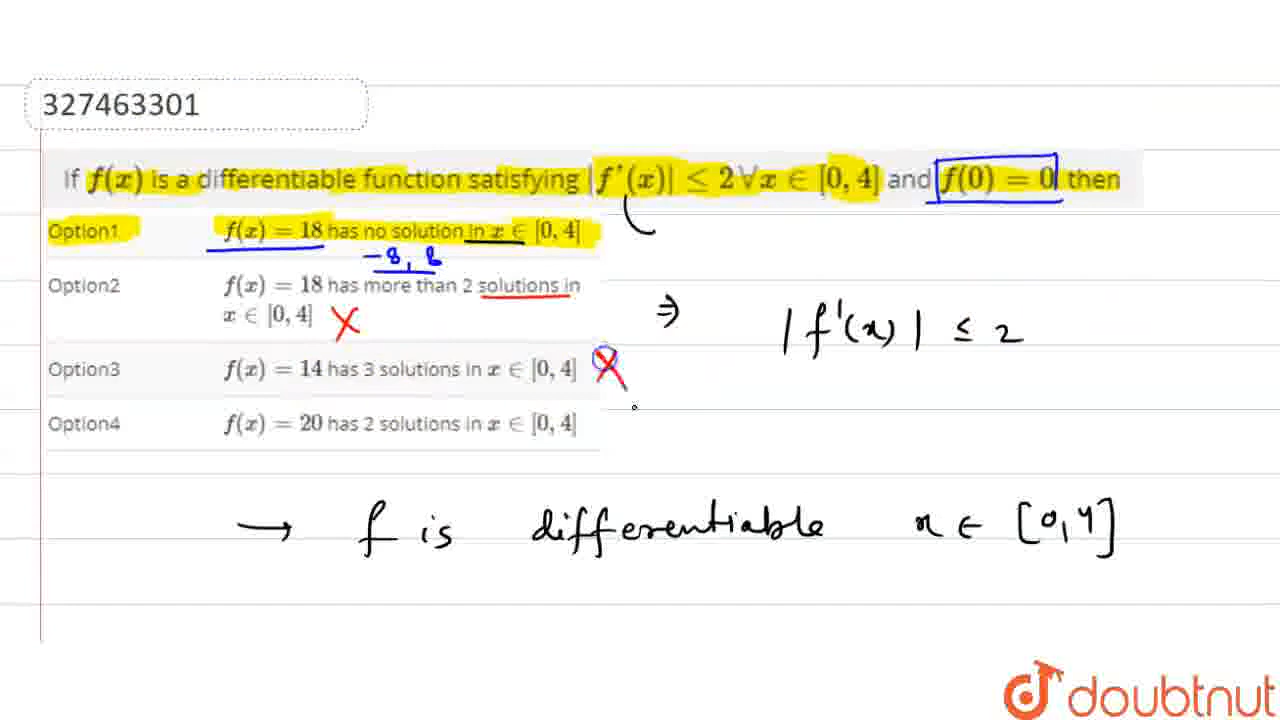 327463301
If f(x) is a differentiable function satisfying |f'(x)| ≤ 2 ∀ x ∈ [0, 4] and f(0) = 0 then
Option1 f(x) = 18 has no solution in x ∈ [0, 4]
-8, 8
Option2 f(x) = 18 has more than 2 solutions in
x ∈ [0, 4] X
⇒ |f'(x)| ≤ 2
Option3 f(x) = 14 has 3 solutions in x ∈ [0, 4] X
Option4 f(x) = 20 has 2 solutions in x ∈ [0, 4]
→ f is differentiable x ∈ [0, 4]
doubtnut